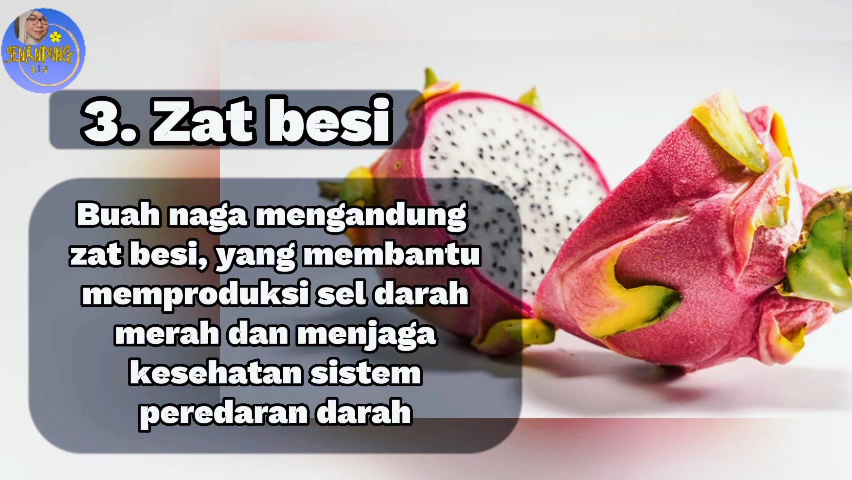 SENANDUNG
3. Zat besi
Buah naga mengandung
zat besi, yang membantu
memproduksi sel darah
merah dan menjaga
kesehatan sistem
peredaran darah